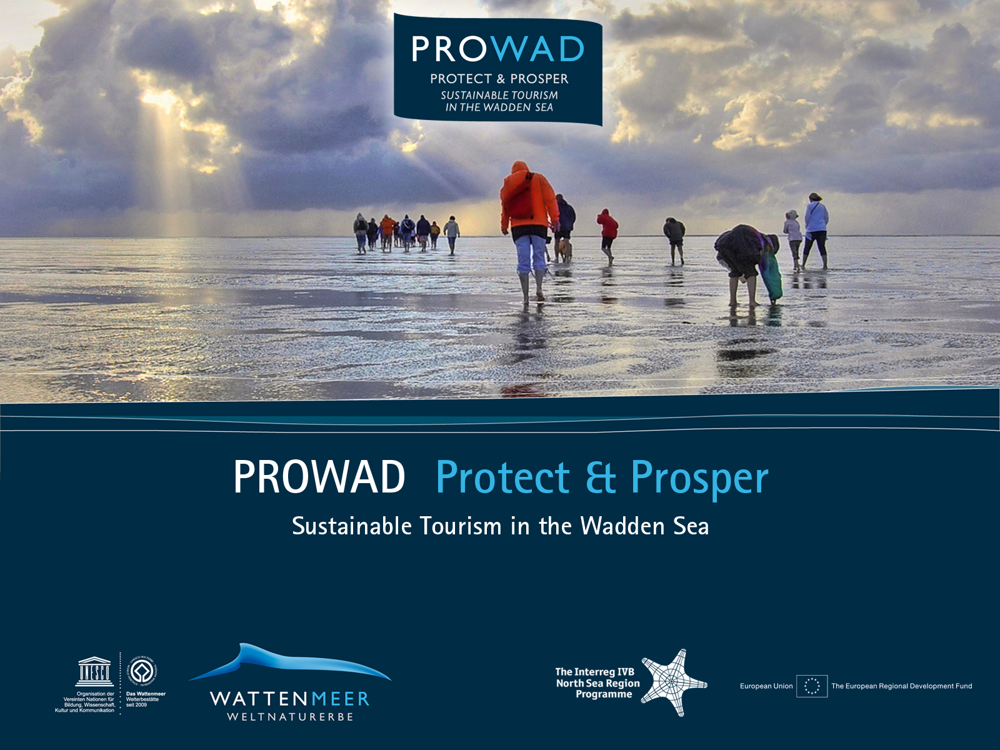 PROWAD
PROTECT & PROSPER
SUSTAINABLE TOURISM
IN THE WADDEN SEA
PROWAD Protect & Prosper
Sustainable Tourism in the Wadden Sea
UNESCO
Organisation der
Vereinten Nationen für
Bildung, Wissenschaft,
Kultur und Kommunikation
Das Wattenmeer
Welterbestätte
seit 2009
WATTENMEER
WELTNATURERBE
The Interreg IVB
North Sea Region
Programme
European Union
The European Regional Development Fund